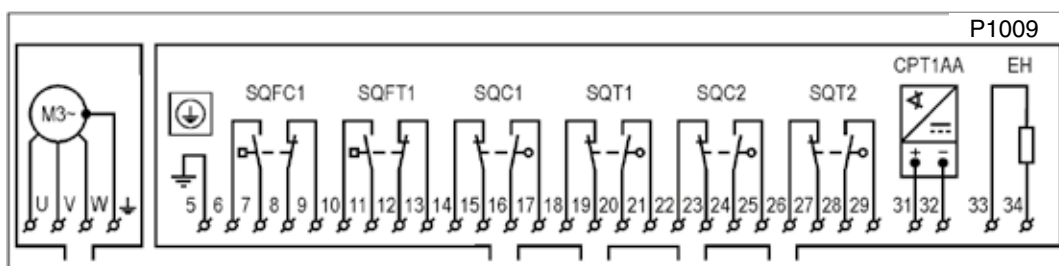 P1009
CPT1AA EH
SQFC1 SQFT1 SQC1 SQT1 SQC2 SQT2
M3~
+ −
U V W 5 6 7 8 9 10 11 12 13 14 15 16 17 18 19 20 21 22 23 24 25 26 27 28 29 31 32 33 34